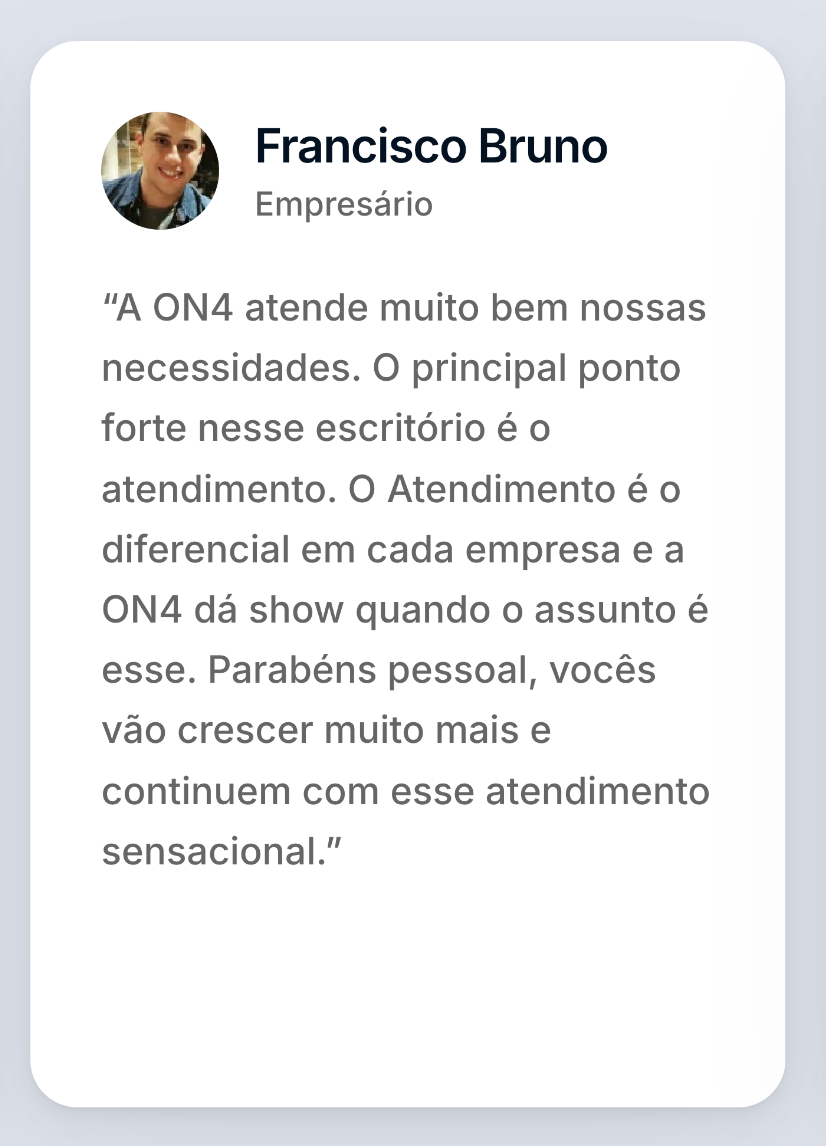 Francisco Bruno
Empresário
“A ON4 atende muito bem nossas
necessidades. O principal ponto
forte nesse escritório é o
atendimento. O Atendimento é o
diferencial em cada empresa e a
ON4 dá show quando o assunto é
esse. Parabéns pessoal, vocês
vão crescer muito mais e
continuem com esse atendimento
sensacional.”